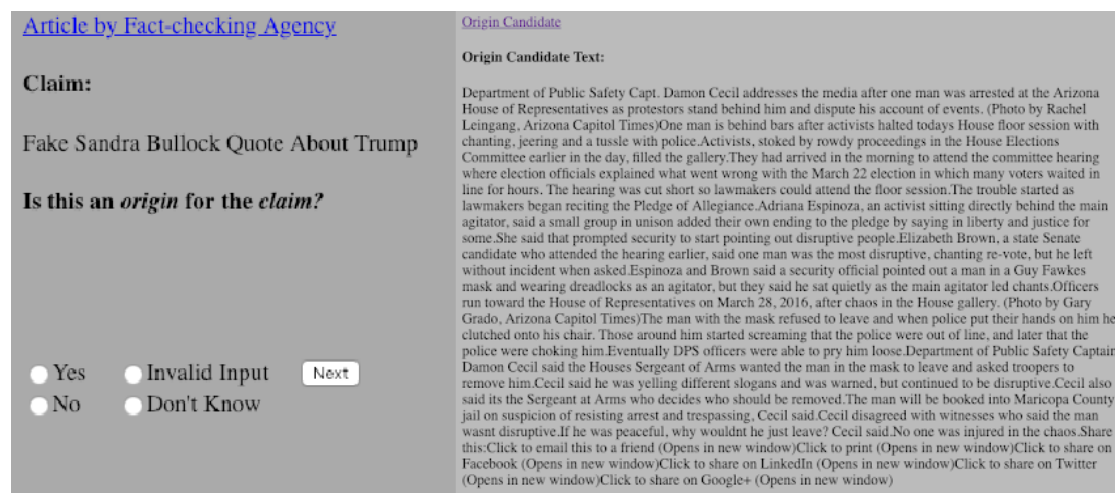 Article by Fact-checking Agency
Claim:
Fake Sandra Bullock Quote About Trump
Is this an origin for the claim?
Yes
Invalid Input
Next
No
Don't Know
Origin Candidate
Origin Candidate Text:
Department of Public Safety Capt. Damon Cecil addresses the media after one man was arrested at the Arizona
House of Representatives as protestors stand behind him and dispute his account of events. (Photo by Rachel
Leingang, Arizona Capitol Times)One man is behind bars after activists halted todays House floor session with
chanting, jeering and a tussle with police.Activists, stoked by rowdy proceedings in the House Elections
Committee earlier in the day, filled the gallery.They had arrived in the morning to attend the committee hearing
where election officials explained what went wrong with the March 22 election in which many voters waited in
line for hours. The hearing was cut short so lawmakers could attend the floor session.The trouble started as
lawmakers began reciting the Pledge of Allegiance.Adriana Espinoza, an activist sitting directly behind the main
agitator, said a small group in unison added their own ending to the pledge by saying in liberty and justice for
some.She said that prompted security to start pointing out disruptive people.Elizabeth Brown, a state Senate
candidate who attended the hearing earlier, said one man was the most disruptive, chanting re-vote, but he left
without incident when asked.Espinoza and Brown said a security official pointed out a man in a Guy Fawkes
mask and wearing dreadlocks as an agitator, but they said he sat quietly as the main agitator led chants.Officers
run toward the House of Representatives on March 28, 2016, after chaos in the House gallery. (Photo by Gary
Grado, Arizona Capitol Times)The man with the mask refused to leave and when police put their hands on him he
clutched onto his chair. Those around him started screaming that the police were out of line, and later that the
police were choking him.Eventually DPS officers were able to pry him loose.Department of Public Safety Captain
Damon Cecil said the Houses Sergeant of Arms wanted the man in the mask to leave and asked troopers to
remove him.Cecil said he was yelling different slogans and was warned, but continued to be disruptive.Cecil also
said its the Sergeant at Arms who decides who should be removed.The man will be booked into Maricopa County
jail on suspicion of resisting arrest and trespassing, Cecil said.Cecil disagreed with witnesses who said the man
wasnt disruptive.If he was peaceful, why wouldnt he just leave? Cecil said.No one was injured in the chaos.Share
this:Click to email this to a friend (Opens in new window)Click to print (Opens in new window)Click to share on
Facebook (Opens in new window)Click to share on LinkedIn (Opens in new window)Click to share on Twitter
(Opens in new window)Click to share on Google+ (Opens in new window)